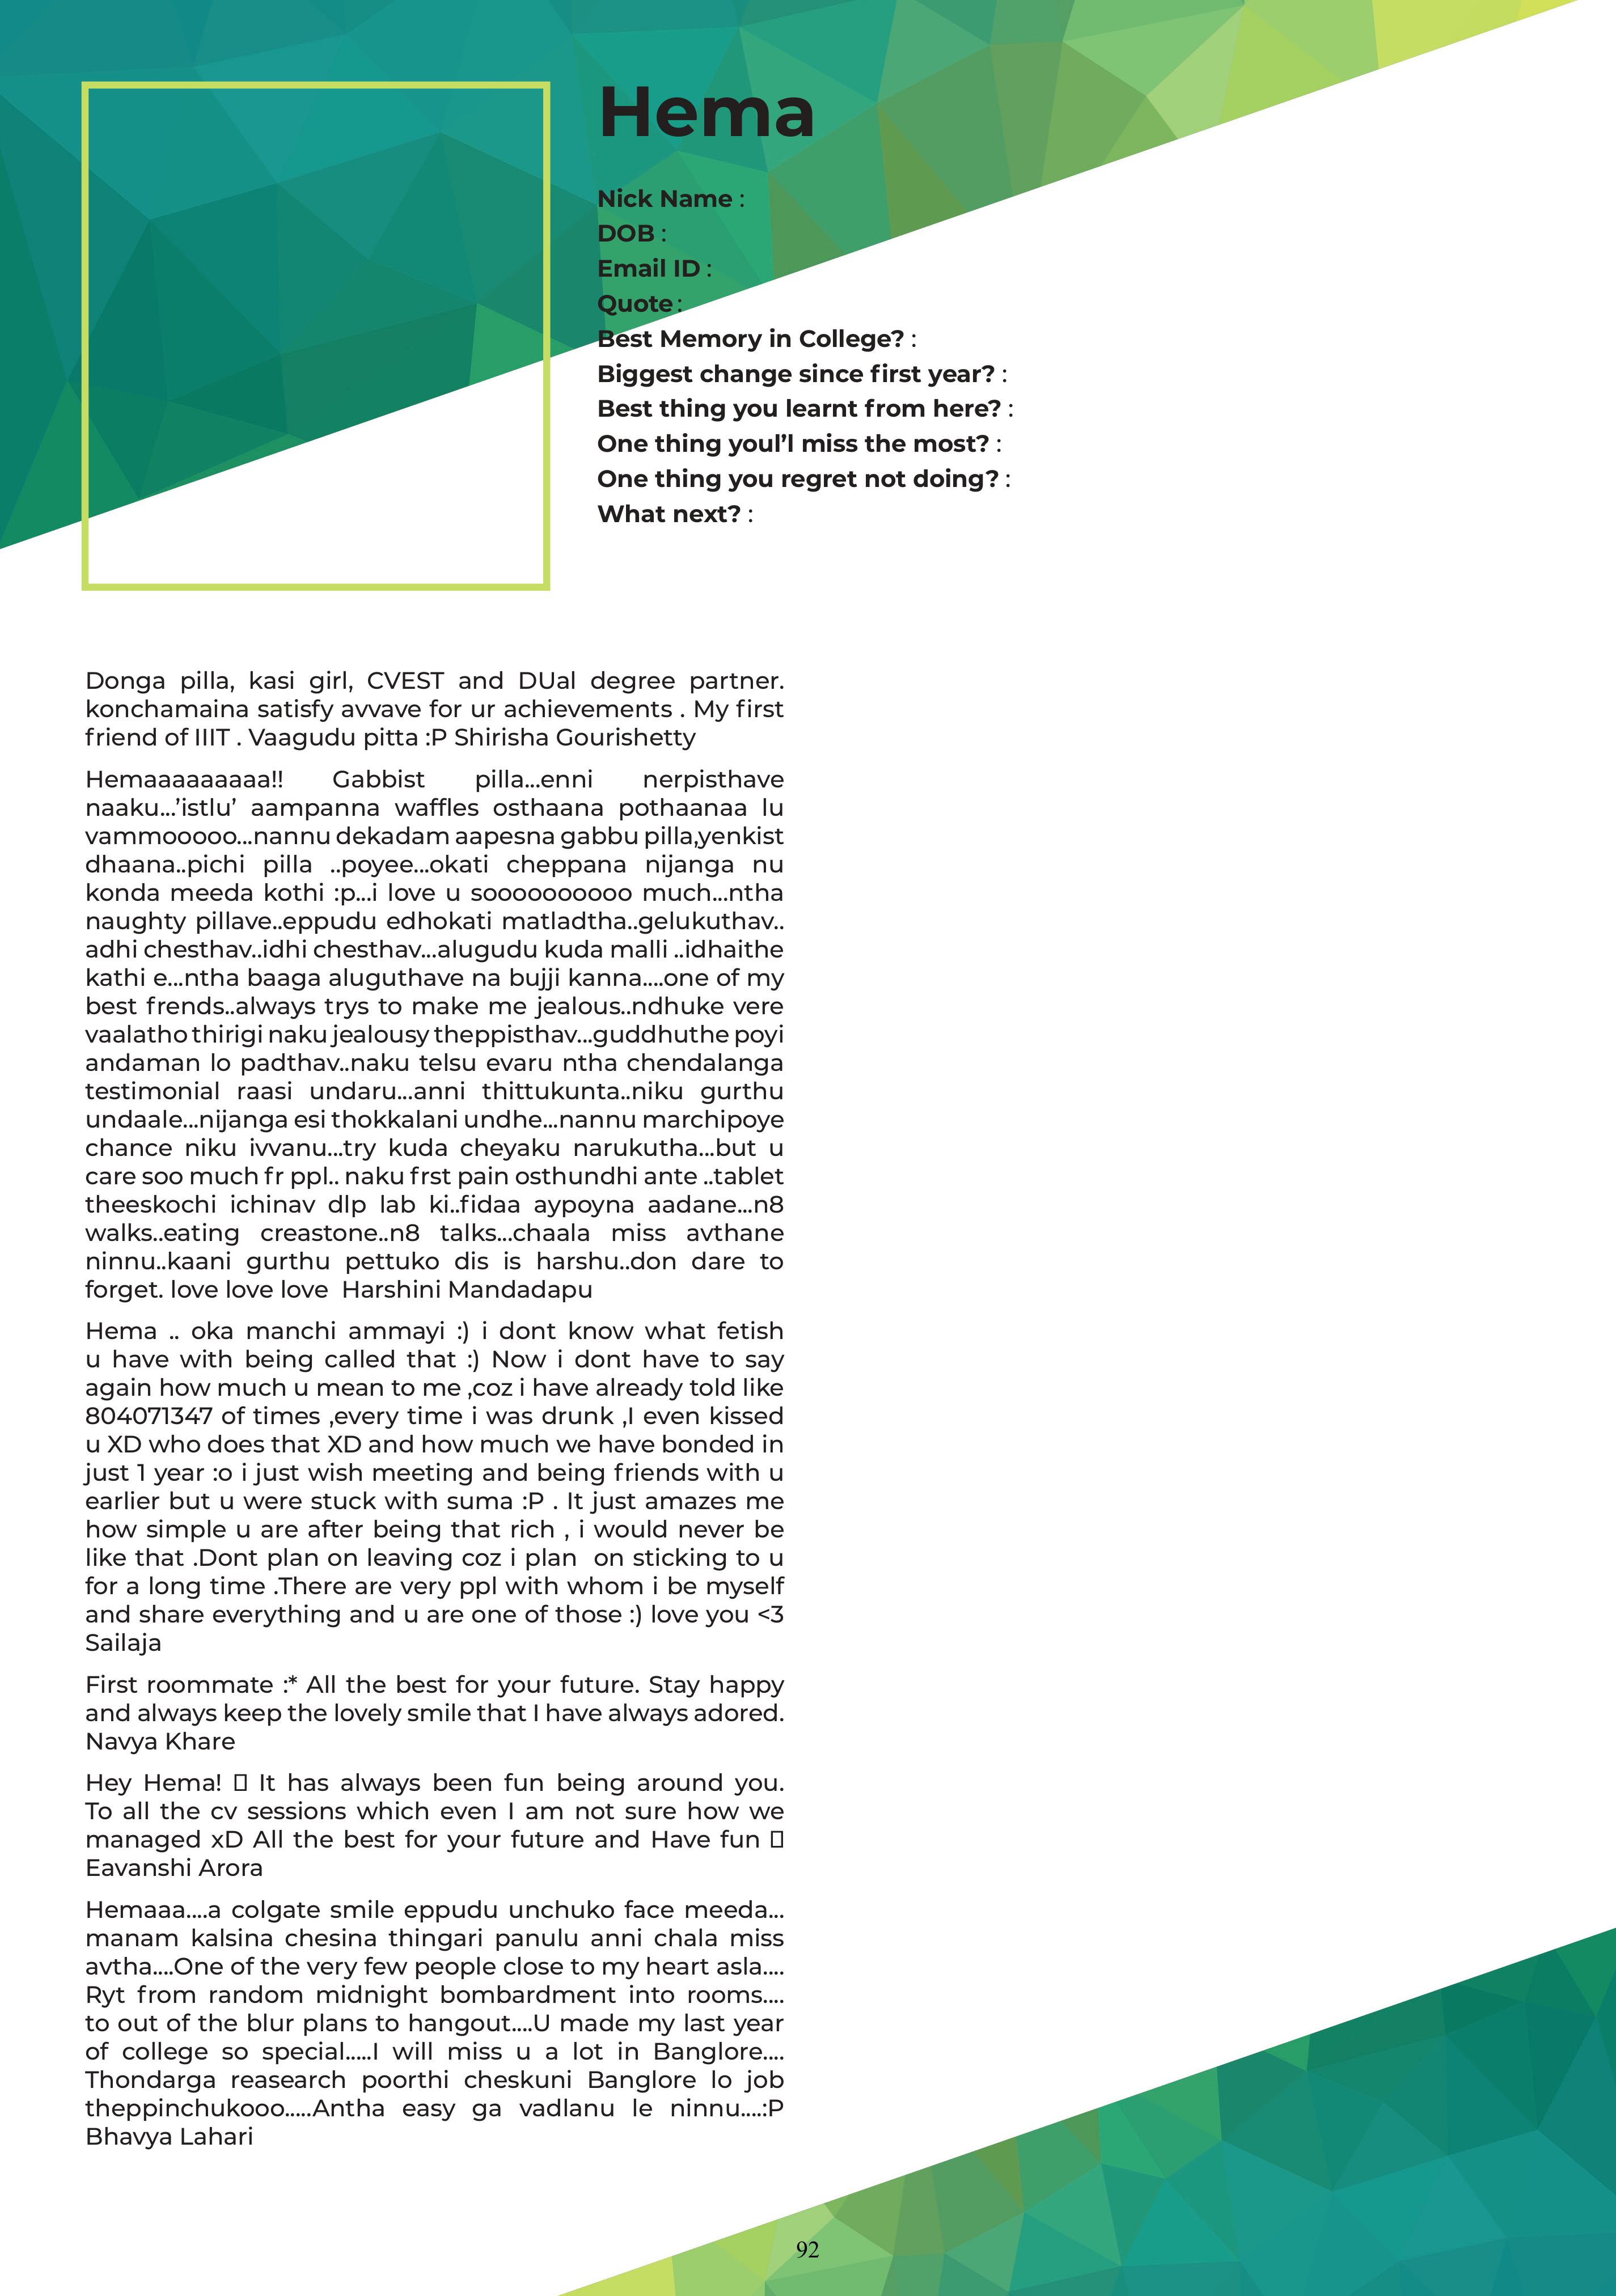 Hema
Nick Name :
DOB :
Email ID :
Quote :
Best Memory in College? :
Biggest change since first year? :
Best thing you learnt from here? :
One thing youl’l miss the most? :
One thing you regret not doing? :
What next? :
Donga pilla, kasi girl, CVEST and DUal degree partner.
konchamaina satisfy avvave for ur achievements . My first
friend of IIIT . Vaagudu pitta :P Shirisha Gourishetty
Hemaaaaaaaaa!! Gabbist pilla...enni nerpisthave
naaku...’istlu’ aampanna waffles osthaana pothaanaa lu
vammooooo...nannu dekadam aapesna gabbu pilla,yenkist
dhaana..pichi pilla ..poyee...okati cheppana nijanga nu
konda meeda kothi :p...i love u soooooooooo much...ntha
naughty pillave..eppudu edhokati matladtha..gelukuthav..
adhi chesthav..idhi chesthav...alugudu kuda malli ..idhaithe
kathi e...ntha baaga aluguthave na bujji kanna....one of my
best frends..always trys to make me jealous..ndhuke vere
vaalatho thirigi naku jealousy theppisthav...guddhuthe poyi
andaman lo padthav..naku telsu evaru ntha chendalanga
testimonial raasi undaru...anni thittukunta..niku gurthu
undaale...nijanga esi thokkalani undhe...nannu marchipoye
chance niku ivvanu...try kuda cheyaku narukutha...but u
care soo much fr ppl.. naku frst pain osthundhi ante ..tablet
theeskochi ichinav dlp lab ki..fidaa aypoyna aadane...n8
walks..eating creastone..n8 talks...chaala miss avthane
ninnu..kaani gurthu pettuko dis is harshu..don dare to
forget. love love love  Harshini Mandadapu
Hema .. oka manchi ammayi :) i dont know what fetish
u have with being called that :) Now i dont have to say
again how much u mean to me ,coz i have already told like
804071347 of times ,every time i was drunk ,I even kissed
u XD who does that XD and how much we have bonded in
just 1 year :o i just wish meeting and being friends with u
earlier but u were stuck with suma :P . It just amazes me
how simple u are after being that rich , i would never be
like that .Dont plan on leaving coz i plan  on sticking to u
for a long time .There are very ppl with whom i be myself
and share everything and u are one of those :) love you <3
Sailaja
First roommate :* All the best for your future. Stay happy
and always keep the lovely smile that I have always adored.
Navya Khare
Hey Hema! It has always been fun being around you.
To all the cv sessions which even I am not sure how we
managed xD All the best for your future and Have fun
Eavanshi Arora
Hemaaa....a colgate smile eppudu unchuko face meeda...
manam kalsina chesina thingari panulu anni chala miss
avtha....One of the very few people close to my heart asla....
Ryt from random midnight bombardment into rooms....
to out of the blur plans to hangout....U made my last year
of college so special.....I will miss u a lot in Banglore....
Thondarga reasearch poorthi cheskuni Banglore lo job
theppinchukooo.....Antha easy ga vadlanu le ninnu....:P
Bhavya Lahari
92